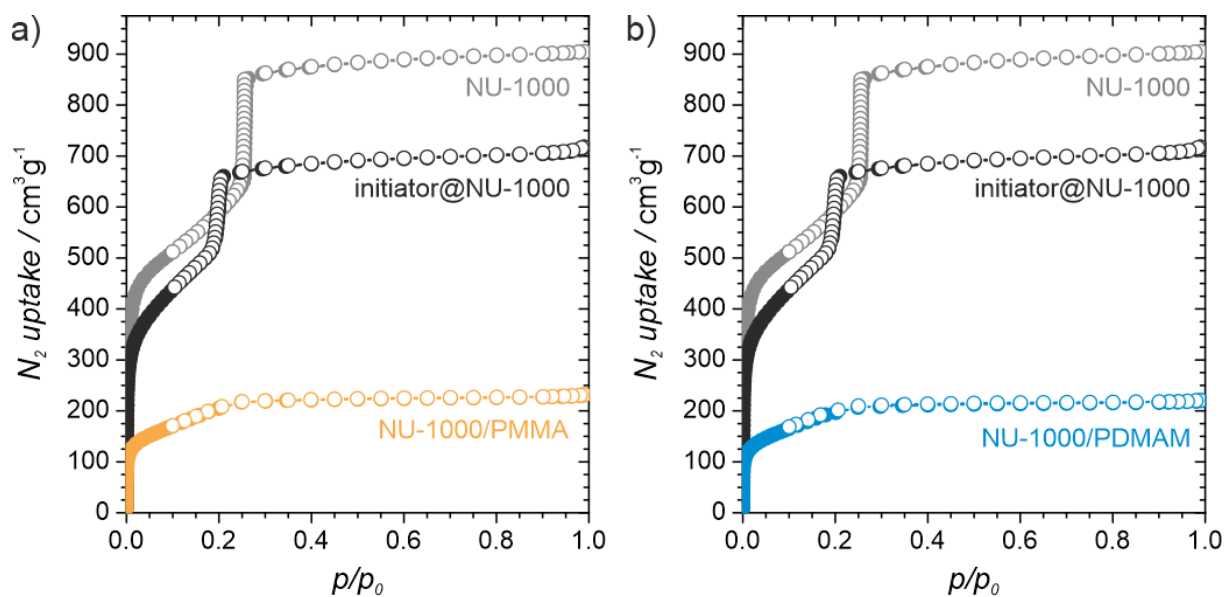 a)
N₂ uptake / cm³g⁻¹
900
800
700
600
500
400
300
200
100
0
NU-1000
initiator@NU-1000
NU-1000/PMMA
0.0 0.2 0.4 0.6 0.8 1.0
p/p₀
b)
N₂ uptake / cm³g⁻¹
900
800
700
600
500
400
300
200
100
0
NU-1000
initiator@NU-1000
NU-1000/PDMAM
0.0 0.2 0.4 0.6 0.8 1.0
p/p₀